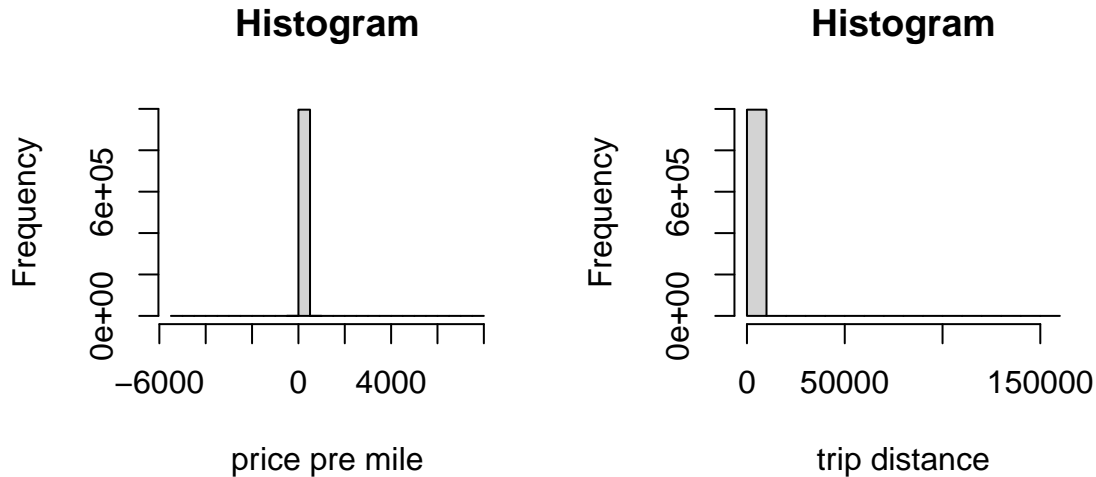 Histogram
Frequency
0e+00 6e+05
−6000 0 4000
price pre mile
Histogram
Frequency
0e+00 6e+05
0 50000 150000
trip distance